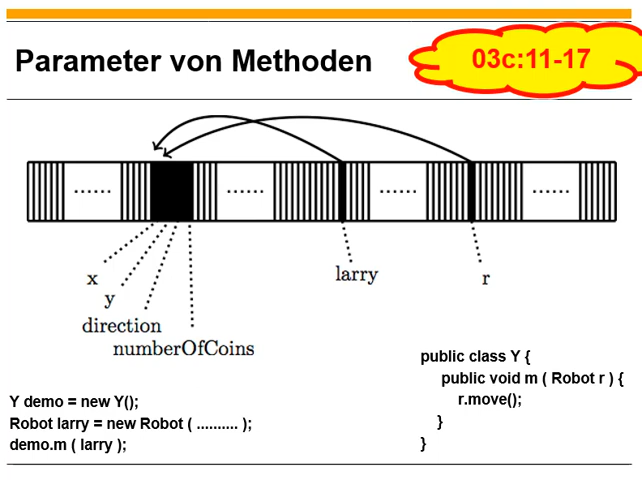 Parameter von Methoden
03c:11-17
......
......
......
......
x
y
direction
numberOfCoins
larry
r
Y demo = new Y();
Robot larry = new Robot ( .......... );
demo.m ( larry );
public class Y {
public void m ( Robot r ) {
r.move();
}
}